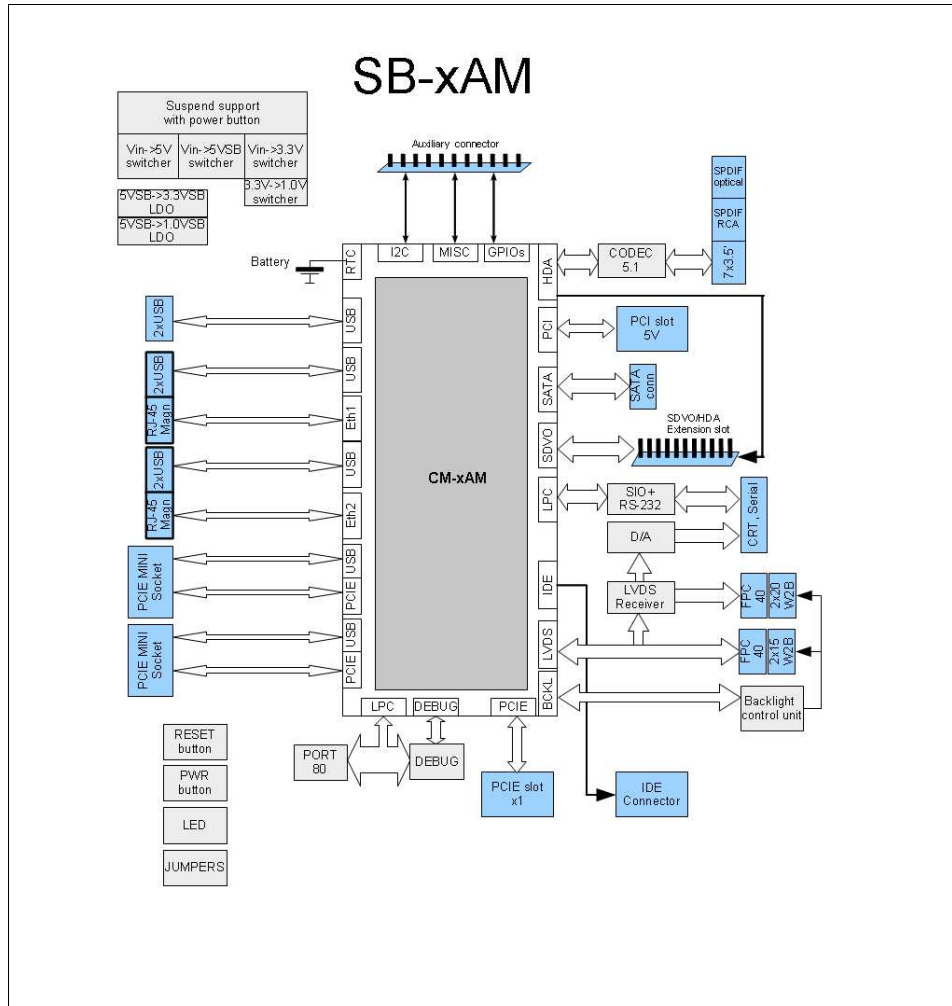 SB-xAM
Suspend support
with power button
Vin->5V
switcher
Vin->5VSB
switcher
Vin->3.3V
switcher
3.3V->1.0V
switcher
5VSB->3.3VSB
LDO
5VSB->1.0VSB
LDO
Auxiliary connector
I2C
MISC
GPIOs
Battery
RTC
HDA
CODEC
5.1
SPDIF
optical
SPDIF
RCA
7x3.5'
2xUSB
USB
PCI
PCI slot
5V
2xUSB
USB
SATA
SATA
conn
RJ-45
Magn
Eth1
SDVO
SDVO/HDA
Extension slot
2xUSB
USB
CM-xAM
LPC
SIO+
RS-232
CRT, Serial
RJ-45
Magn
Eth2
D/A
PCIE MINI
Socket
USB
PCIE
IDE
LVDS
Receiver
FPC
40
2x20
W2B
PCIE MINI
Socket
USB
PCIE
LVDS
FPC
40
2x15
W2B
BCKL
Backlight
control unit
LPC
DEBUG
PCIE
PORT
80
DEBUG
PCIE slot
x1
IDE
Connector
RESET
button
PWR
button
LED
JUMPERS